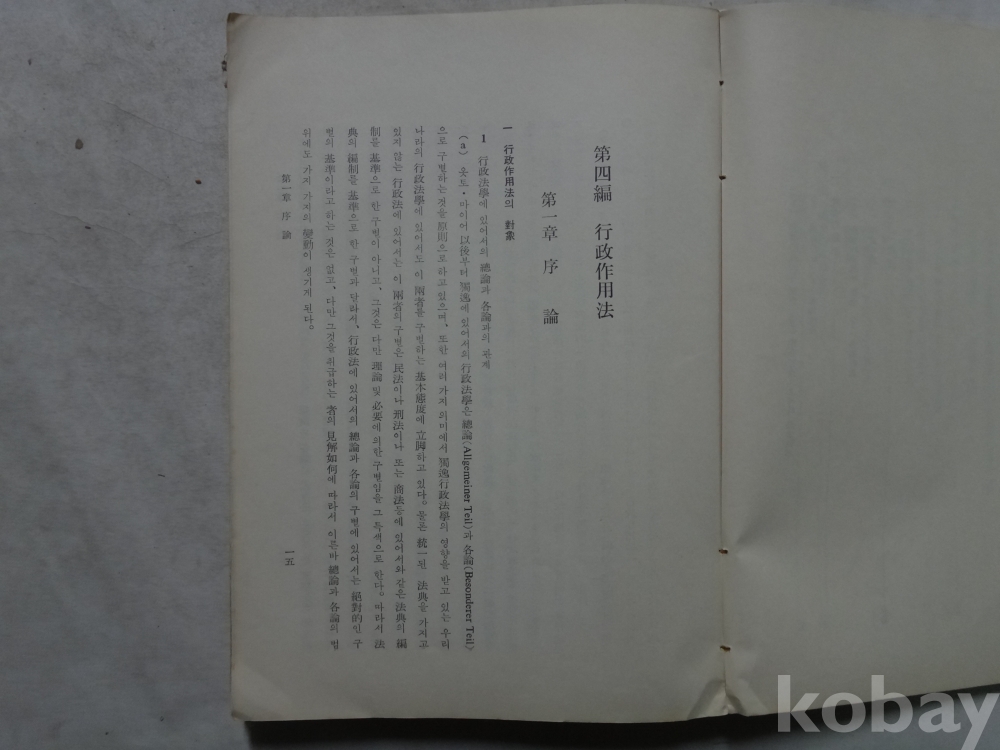 第四編 行政作用法
第一章 序論
一 行政作用法의 對象
1 行政法學에 있어서의 總論과 各論과의 관계
(a) 옷토・마이어 以後부터 獨逸에 있어서의 行政法學은 總論(Allgemeiner Teil)과 各論(Besonderer Teil)
으로 구별하는 것을 原則으로 하고 있으며, 또한 여러 가지 의미에서 獨逸行政法學의 영향을 받고 있는 우리
나라의 行政法學에 있어서도 이 兩者를 구별하는 基本態度에 立脚하고 있다。물론 統一된 法典을 가지고
있지 않는 行政法에 있어서는 이 兩者의 구별은 民法이나 刑法이나 또는 商法등에 있어서와 같은 法典의 編
制를 基準으로 한 구별이 아니고、그것은 다만 理論 및 必要에 의한 구별임을 그 특색으로 한다。따라서 法
典의 編制를 基準으로 한 구별과 달라서、行政法에 있어서의 總論과 各論의 구별에 있어서는 絕對的인 구
별의 基準이라고 하는 것은 없고、다만 그것을 취급하는 者의 見解如何에 따라서 이른바 總論과 各論의 범
위에도 가지 가지의 變動이 생기게 된다。
第一章 序論
一五
kobay